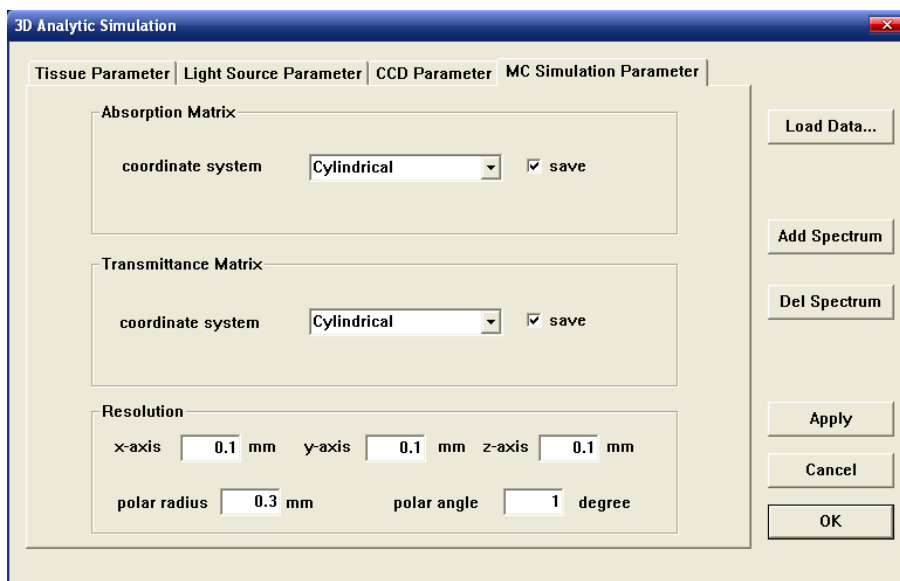 3D Analytic Simulation
Tissue Parameter Light Source Parameter CCD Parameter MC Simulation Parameter
Absorption Matrix
coordinate system Cylindrical save
Transmittance Matrix
coordinate system Cylindrical save
Resolution
x-axis 0.1 mm y-axis 0.1 mm z-axis 0.1 mm
polar radius 0.3 mm polar angle 1 degree
Load Data...
Add Spectrum
Del Spectrum
Apply
Cancel
OK